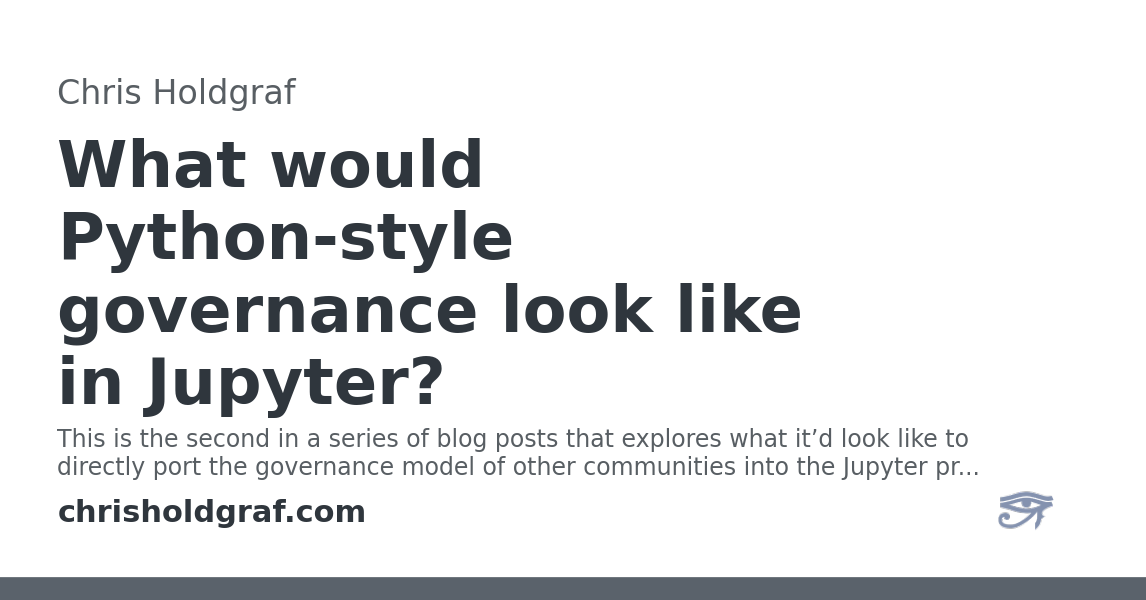 Chris Holdgraf
What would
Python-style
governance look like
in Jupyter?
This is the second in a series of blog posts that explores what it’d look like to
directly port the governance model of other communities into the Jupyter pr...
chrisholdgraf.com